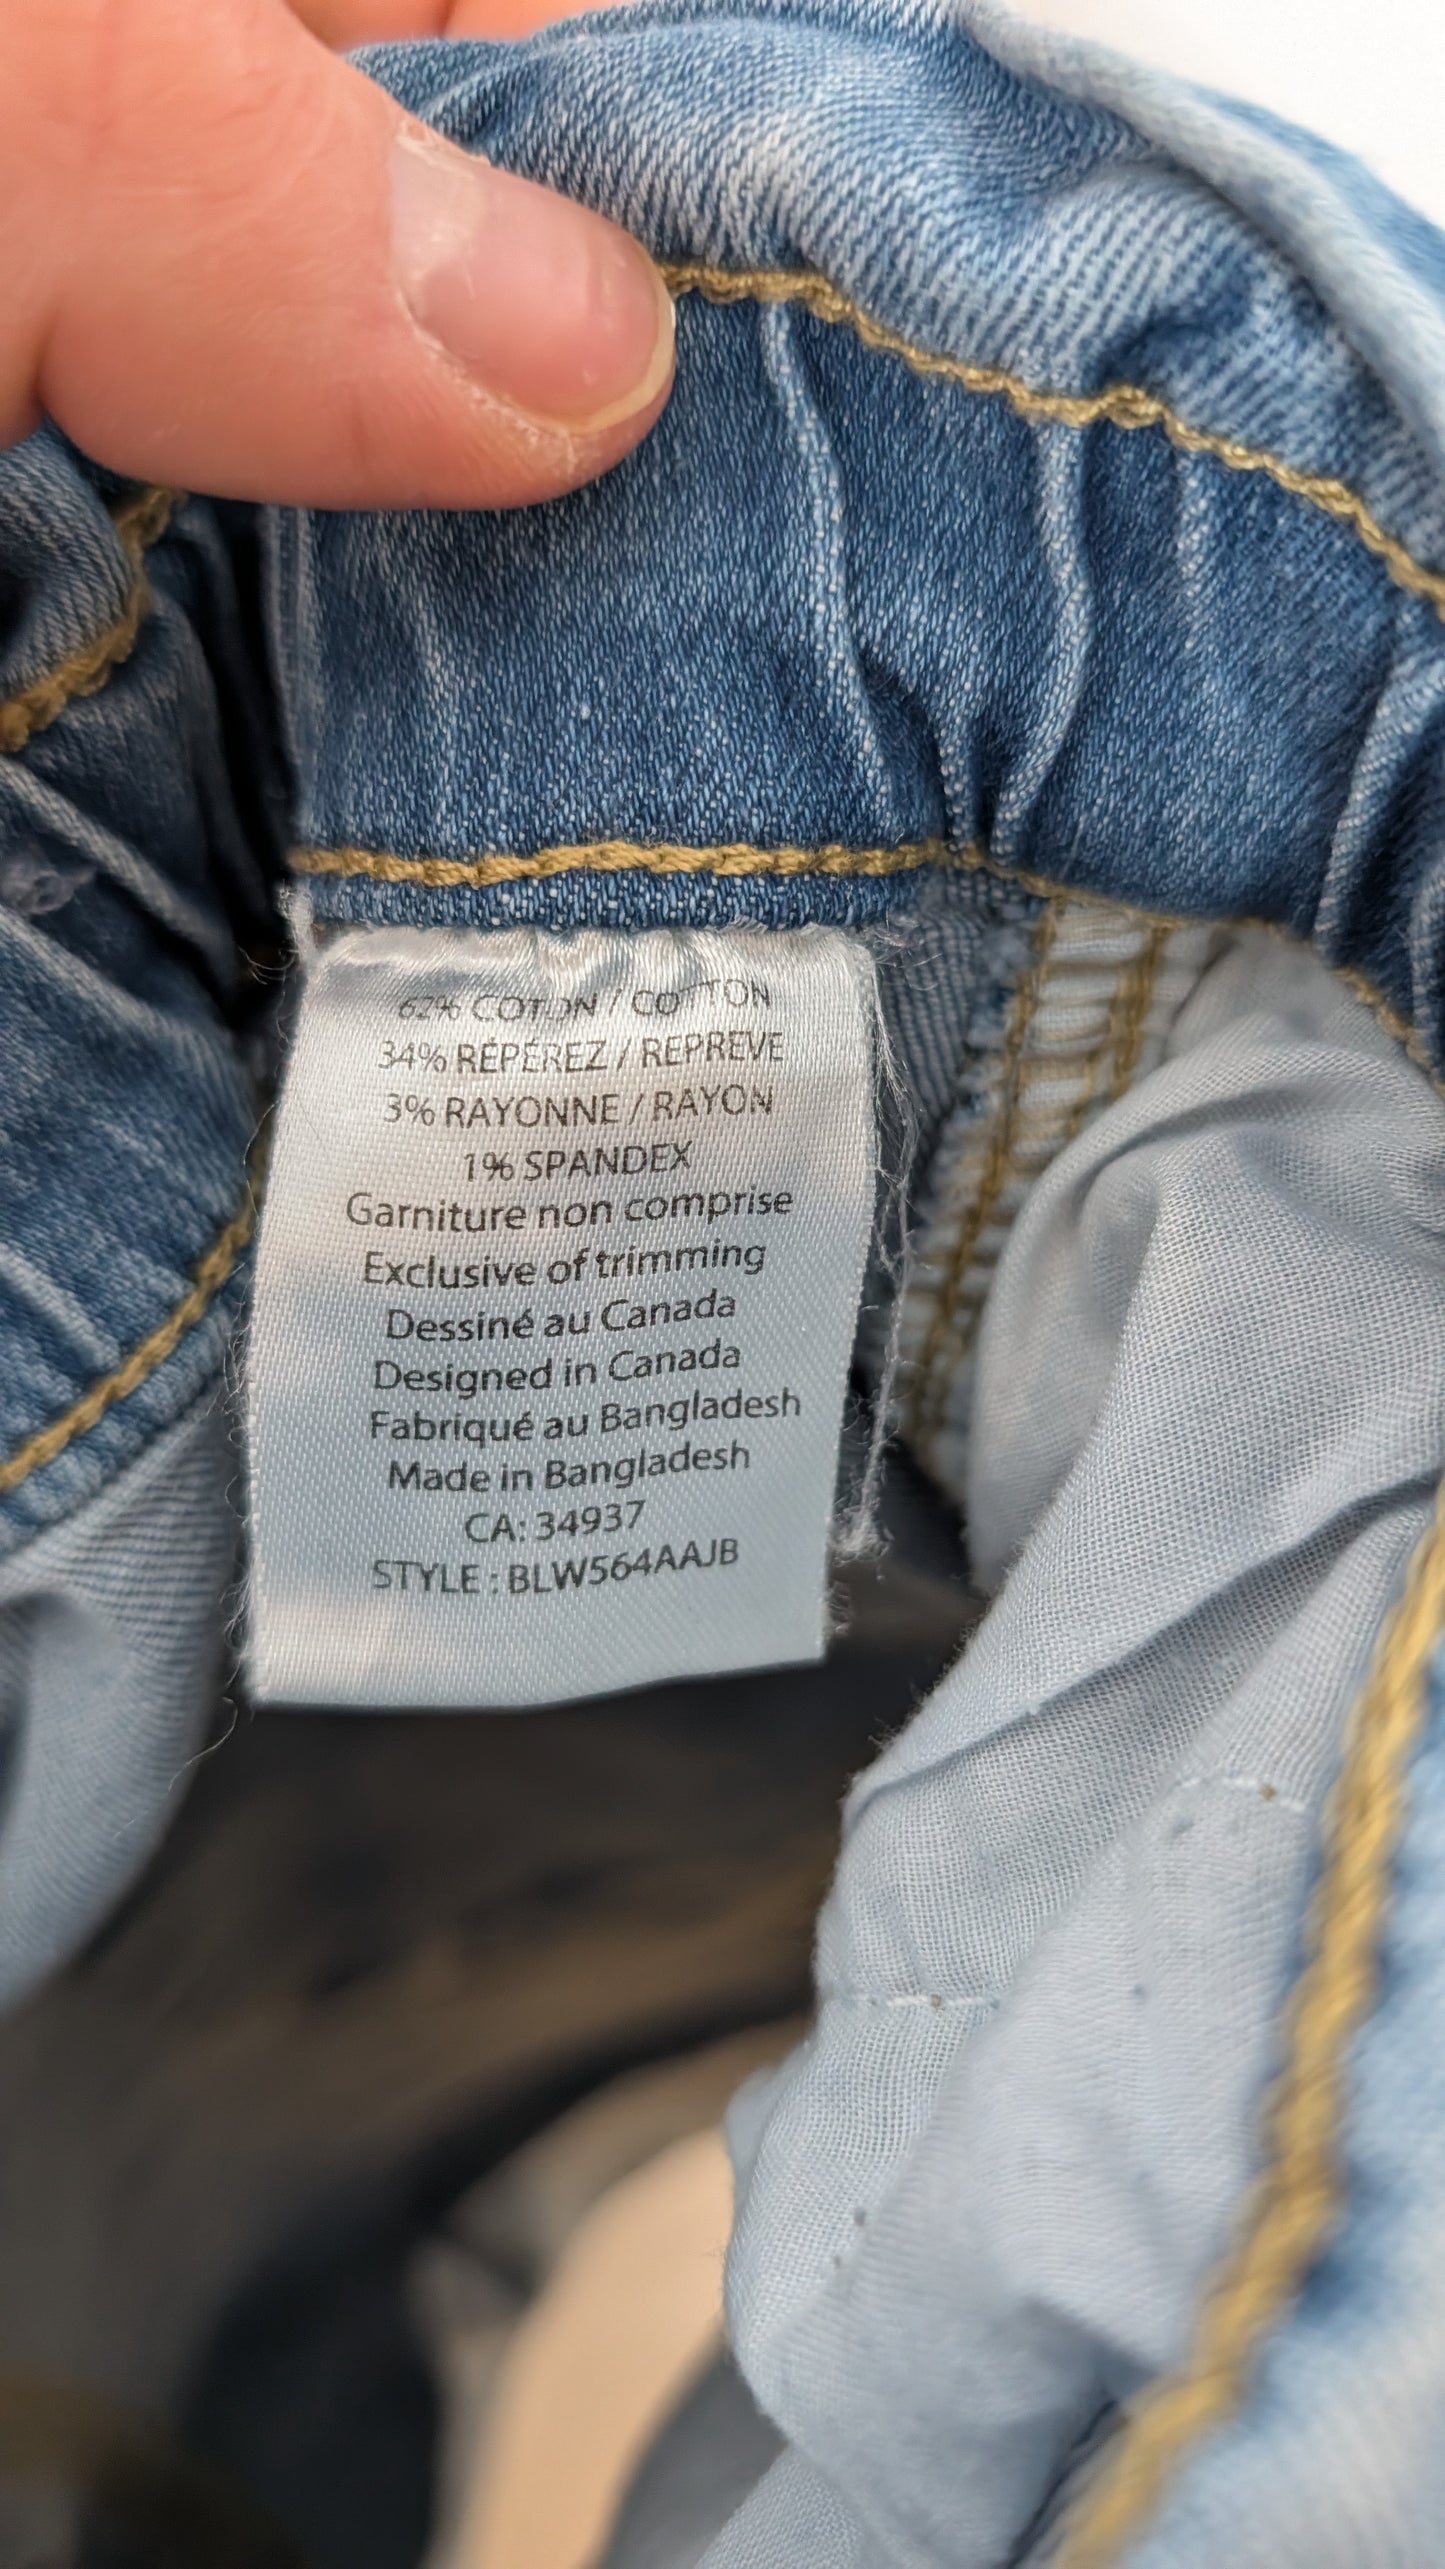 62% COTON / COTTON
34% RÉPÉREZ / REPREVE
3% RAYONNE / RAYON
1% SPANDEX
Garniture non comprise
Exclusive of trimming
Dessiné au Canada
Designed in Canada
Fabriqué au Bangladesh
Made in Bangladesh
CA: 34937
STYLE : BLW564AAJB